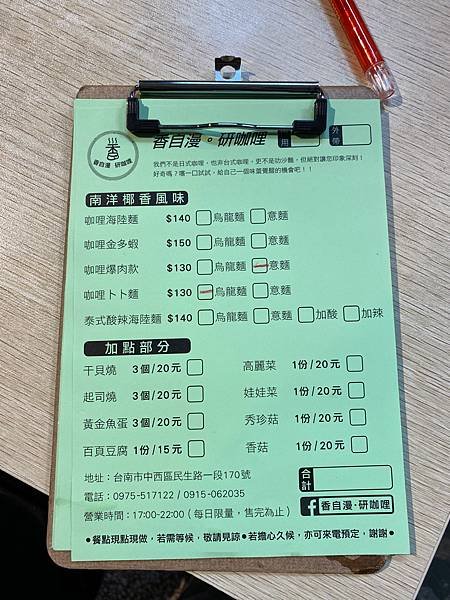 香自漫。研咖哩
用
外帶
香
香自漫·研咖哩
我們不是日式咖哩，也非台式咖哩，更不是叻沙麵，但絕對讓您印象深刻！
好奇嗎？嚐一口試試，給自己一個味蕾覺醒的機會吧！！
南洋椰香風味
咖哩海陸麵 $140 烏龍麵 意麵
咖哩金多蝦 $150 烏龍麵 意麵
咖哩爆肉款 $130 烏龍麵 意麵
咖哩卜卜麵 $130 烏龍麵 意麵
泰式酸辣海陸麵 $140 烏龍麵 意麵 加酸 加辣
加點部分
干貝燒 3個/20元 高麗菜 1份/20元
起司燒 3個/20元 娃娃菜 1份/20元
黃金魚蛋 3個/20元 秀珍菇 1份/20元
百頁豆腐 1份/15元 香菇 1份/20元
地址：台南市中西區民生路一段170號
合計
電話：0975-517122 / 0915-062035
f 香自漫·研咖哩
營業時間：17:00-22:00（每日限量，售完為止）
●餐點現點現做，若需等候，敬請見諒●若擔心久候，亦可來電預定，謝謝●